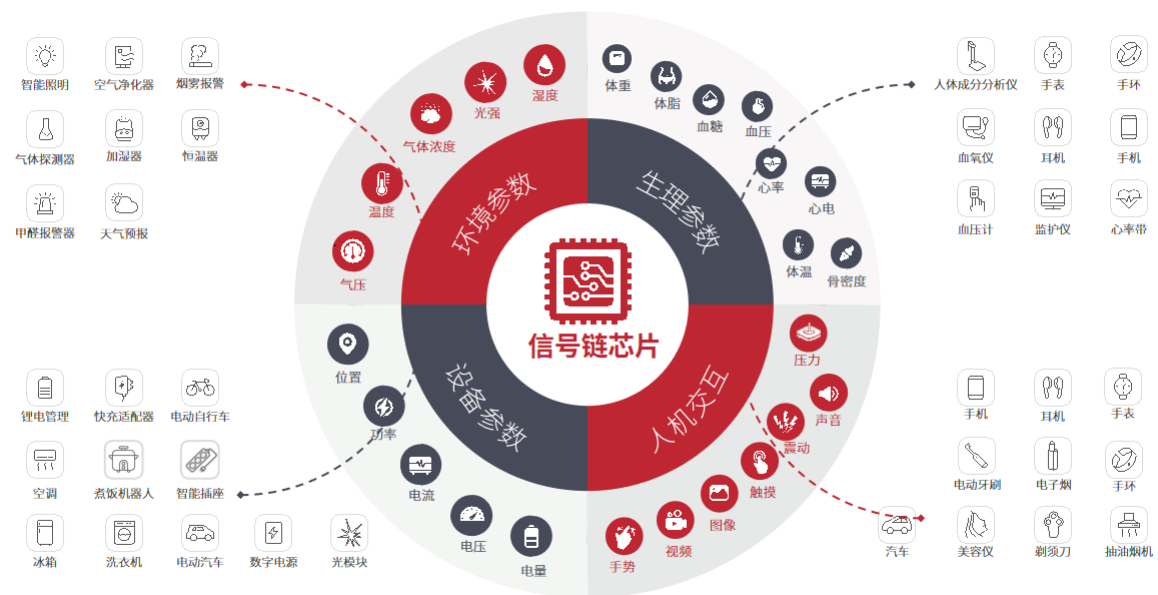 智能照明
空气净化器
烟雾报警
气体探测器
加湿器
恒温器
甲醛报警器
天气预报
湿度
光强
气体浓度
温度
气压
环境参数
体重
体脂
血糖
血压
心率
心电
体温
骨密度
生理参数
人体成分分析仪
手表
手环
血氧仪
耳机
手机
血压计
监护仪
心率带
信号链芯片
锂电管理
快充适配器
电动自行车
空调
煮饭机器人
智能插座
冰箱
洗衣机
电动汽车
数字电源
光模块
位置
功率
电流
电压
电量
设备参数
压力
声音
震动
触摸
图像
视频
手势
人机交互
手机
耳机
手表
电动牙刷
电子烟
手环
汽车
美容仪
剃须刀
抽油烟机